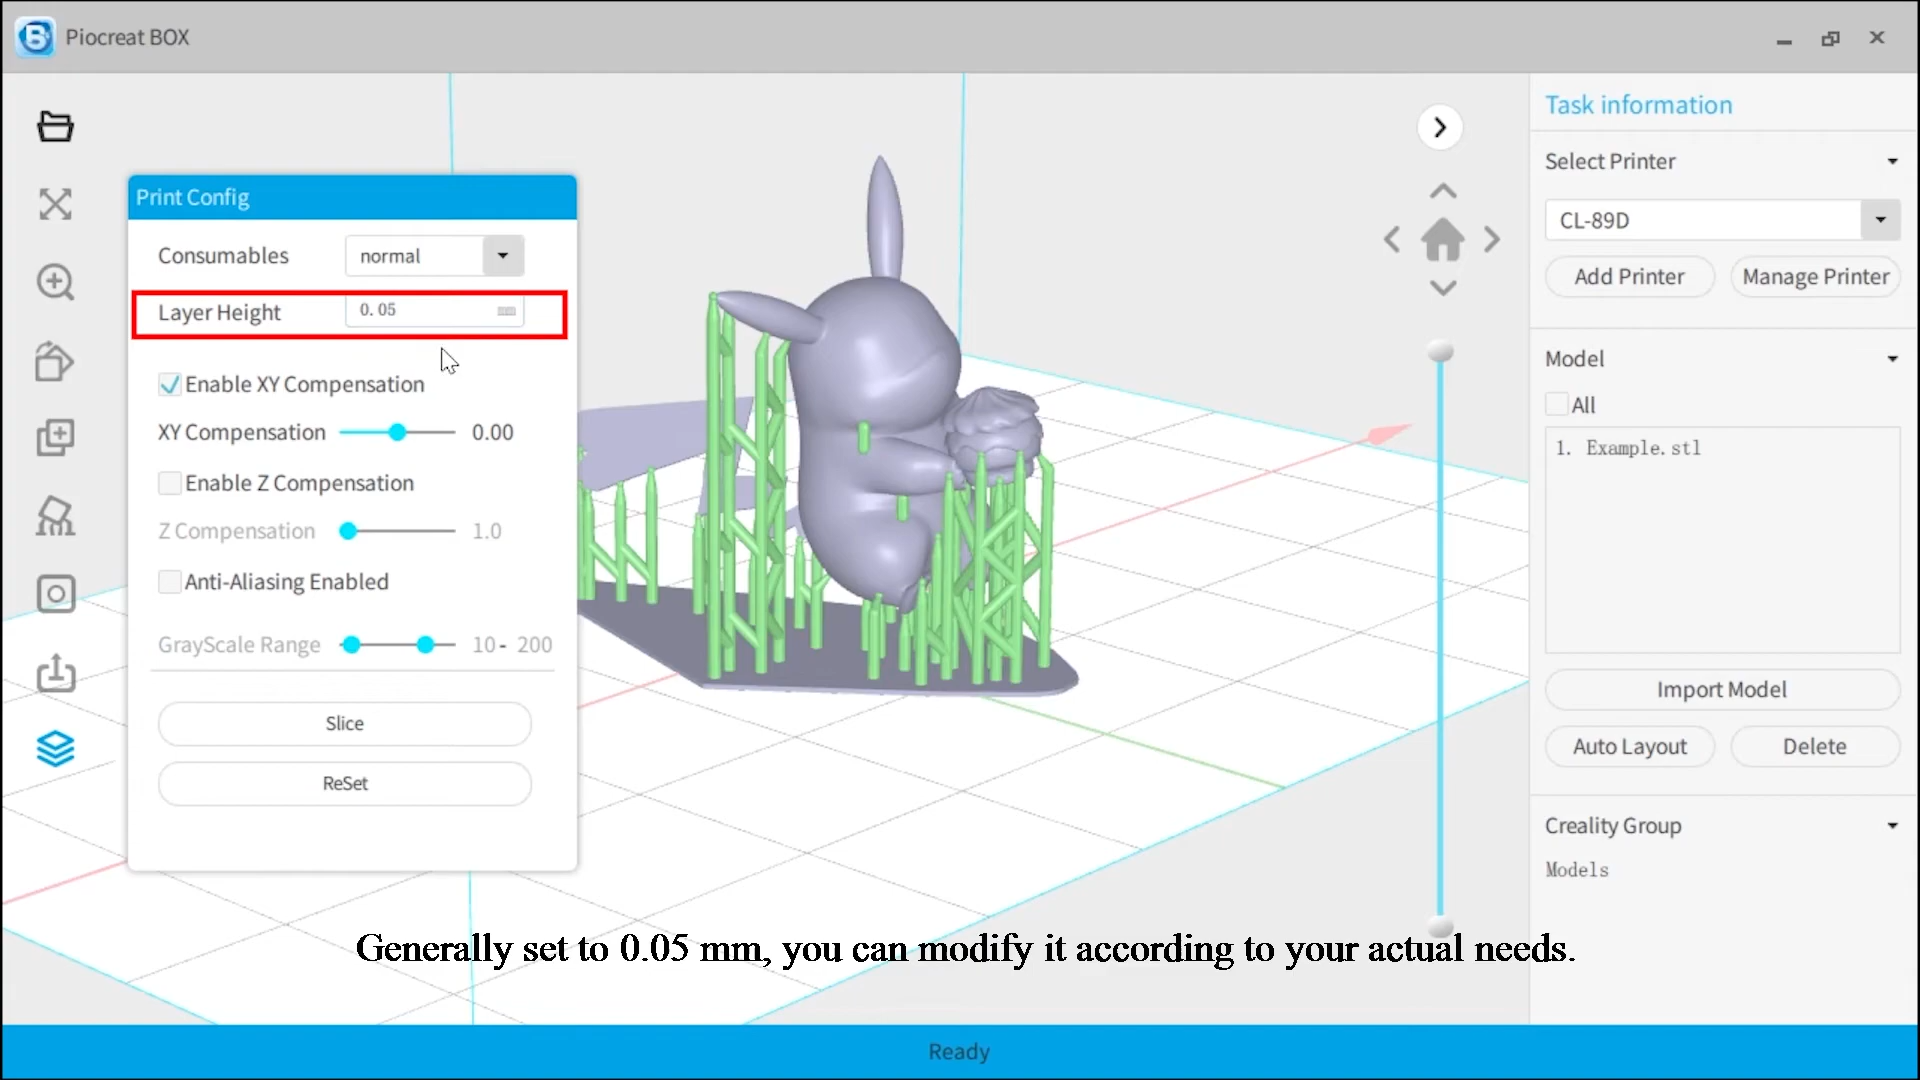 Piocreat BOX
Task information
Select Printer
CL-89D
Add Printer
Manage Printer
Model
All
1. Example.stl
Import Model
Auto Layout
Delete
Creality Group
Models
Print Config
Consumables
normal
Layer Height
0.05
mm
Enable XY Compensation
XY Compensation
0.00
Enable Z Compensation
Z Compensation
1.0
Anti-Aliasing Enabled
GrayScale Range
10 - 200
Slice
ReSet
Generally set to 0.05 mm, you can modify it according to your actual needs.
Ready